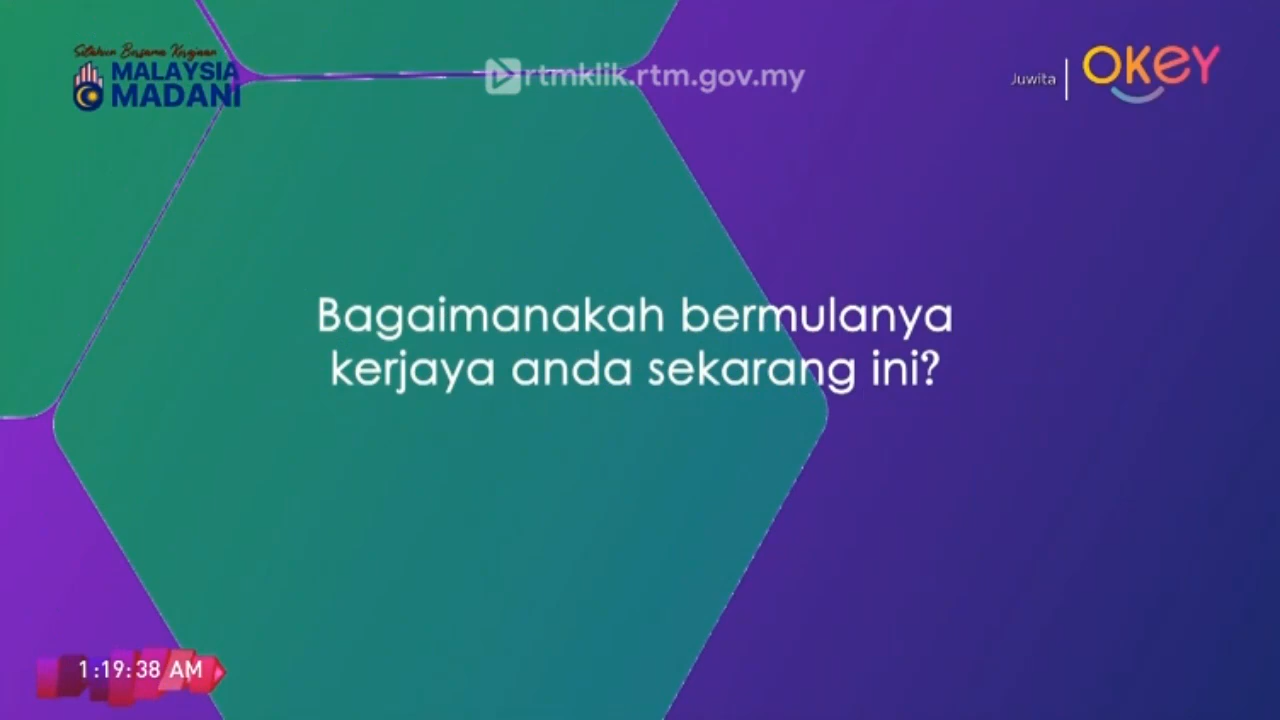 Setahun Bersama Kerajaan
MALAYSIA
MADANI
rtmklik.rtm.gov.my
Juwita
OKEY
Bagaimanakah bermulanya
kerjaya anda sekarang ini?
1:19:38 AM